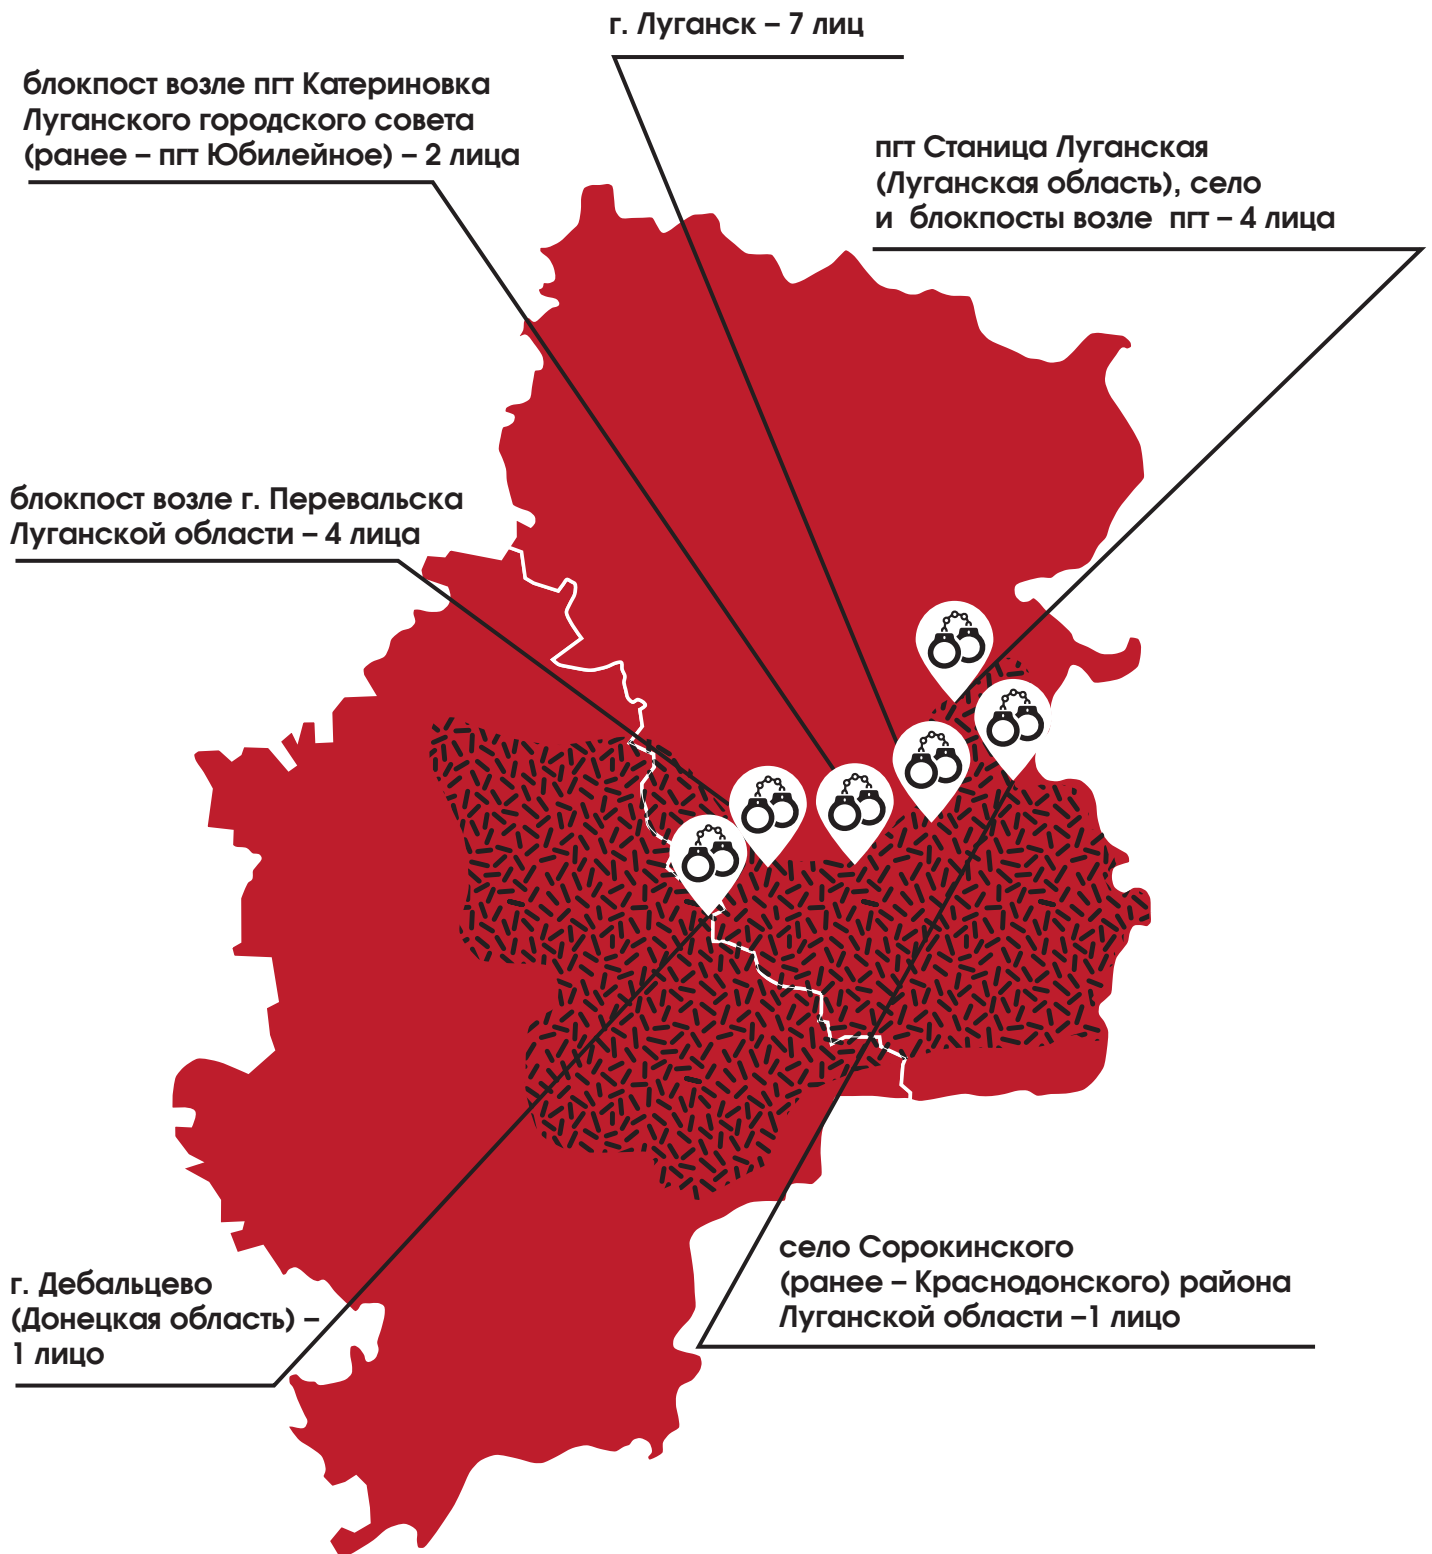 г. Луганск – 7 лиц
блокпост возле пгт Катериновка
Луганского городского совета
(ранее – пгт Юбилейное) – 2 лица
пгт Станица Луганская
(Луганская область), село
и блокпосты возле пгт – 4 лица
блокпост возле г. Перевальска
Луганской области – 4 лица
г. Дебальцево
(Донецкая область) –
1 лицо
село Сорокинского
(ранее – Краснодонского) района
Луганской области –1 лицо